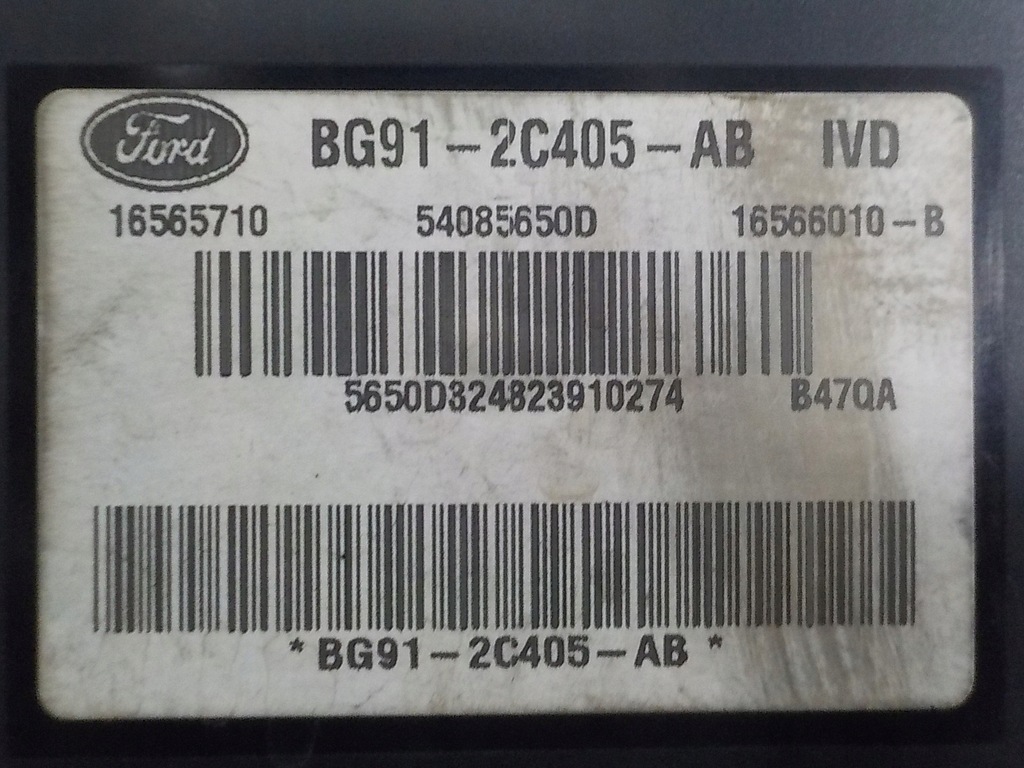 Ford BG91-2C405-AB IVD
16565710 54085650D 16566010-B
5650D324823910274 B47QA
*BG91-2C405-AB*